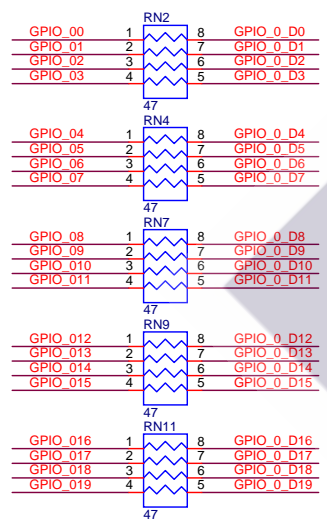 RN2
GPIO_00 1 8 GPIO_0_D0
GPIO_01 2 7 GPIO_0_D1
GPIO_02 3 6 GPIO_0_D2
GPIO_03 4 5 GPIO_0_D3
47
RN4
GPIO_04 1 8 GPIO_0_D4
GPIO_05 2 7 GPIO_0_D5
GPIO_06 3 6 GPIO_0_D6
GPIO_07 4 5 GPIO_0_D7
47
RN7
GPIO_08 1 8 GPIO_0_D8
GPIO_09 2 7 GPIO_0_D9
GPIO_010 3 6 GPIO_0_D10
GPIO_011 4 5 GPIO_0_D11
47
RN9
GPIO_012 1 8 GPIO_0_D12
GPIO_013 2 7 GPIO_0_D13
GPIO_014 3 6 GPIO_0_D14
GPIO_015 4 5 GPIO_0_D15
47
RN11
GPIO_016 1 8 GPIO_0_D16
GPIO_017 2 7 GPIO_0_D17
GPIO_018 3 6 GPIO_0_D18
GPIO_019 4 5 GPIO_0_D19
47